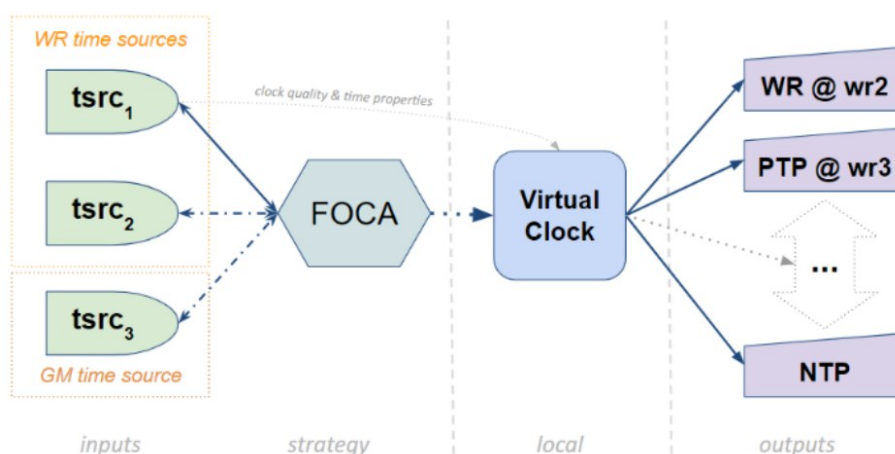 WR time sources
tsrc1
clock quality & time properties
WR @ wr2
PTP @ wr3
tsrc2
FOCA
Virtual
Clock
...
tsrc3
GM time source
NTP
inputs
strategy
local
outputs